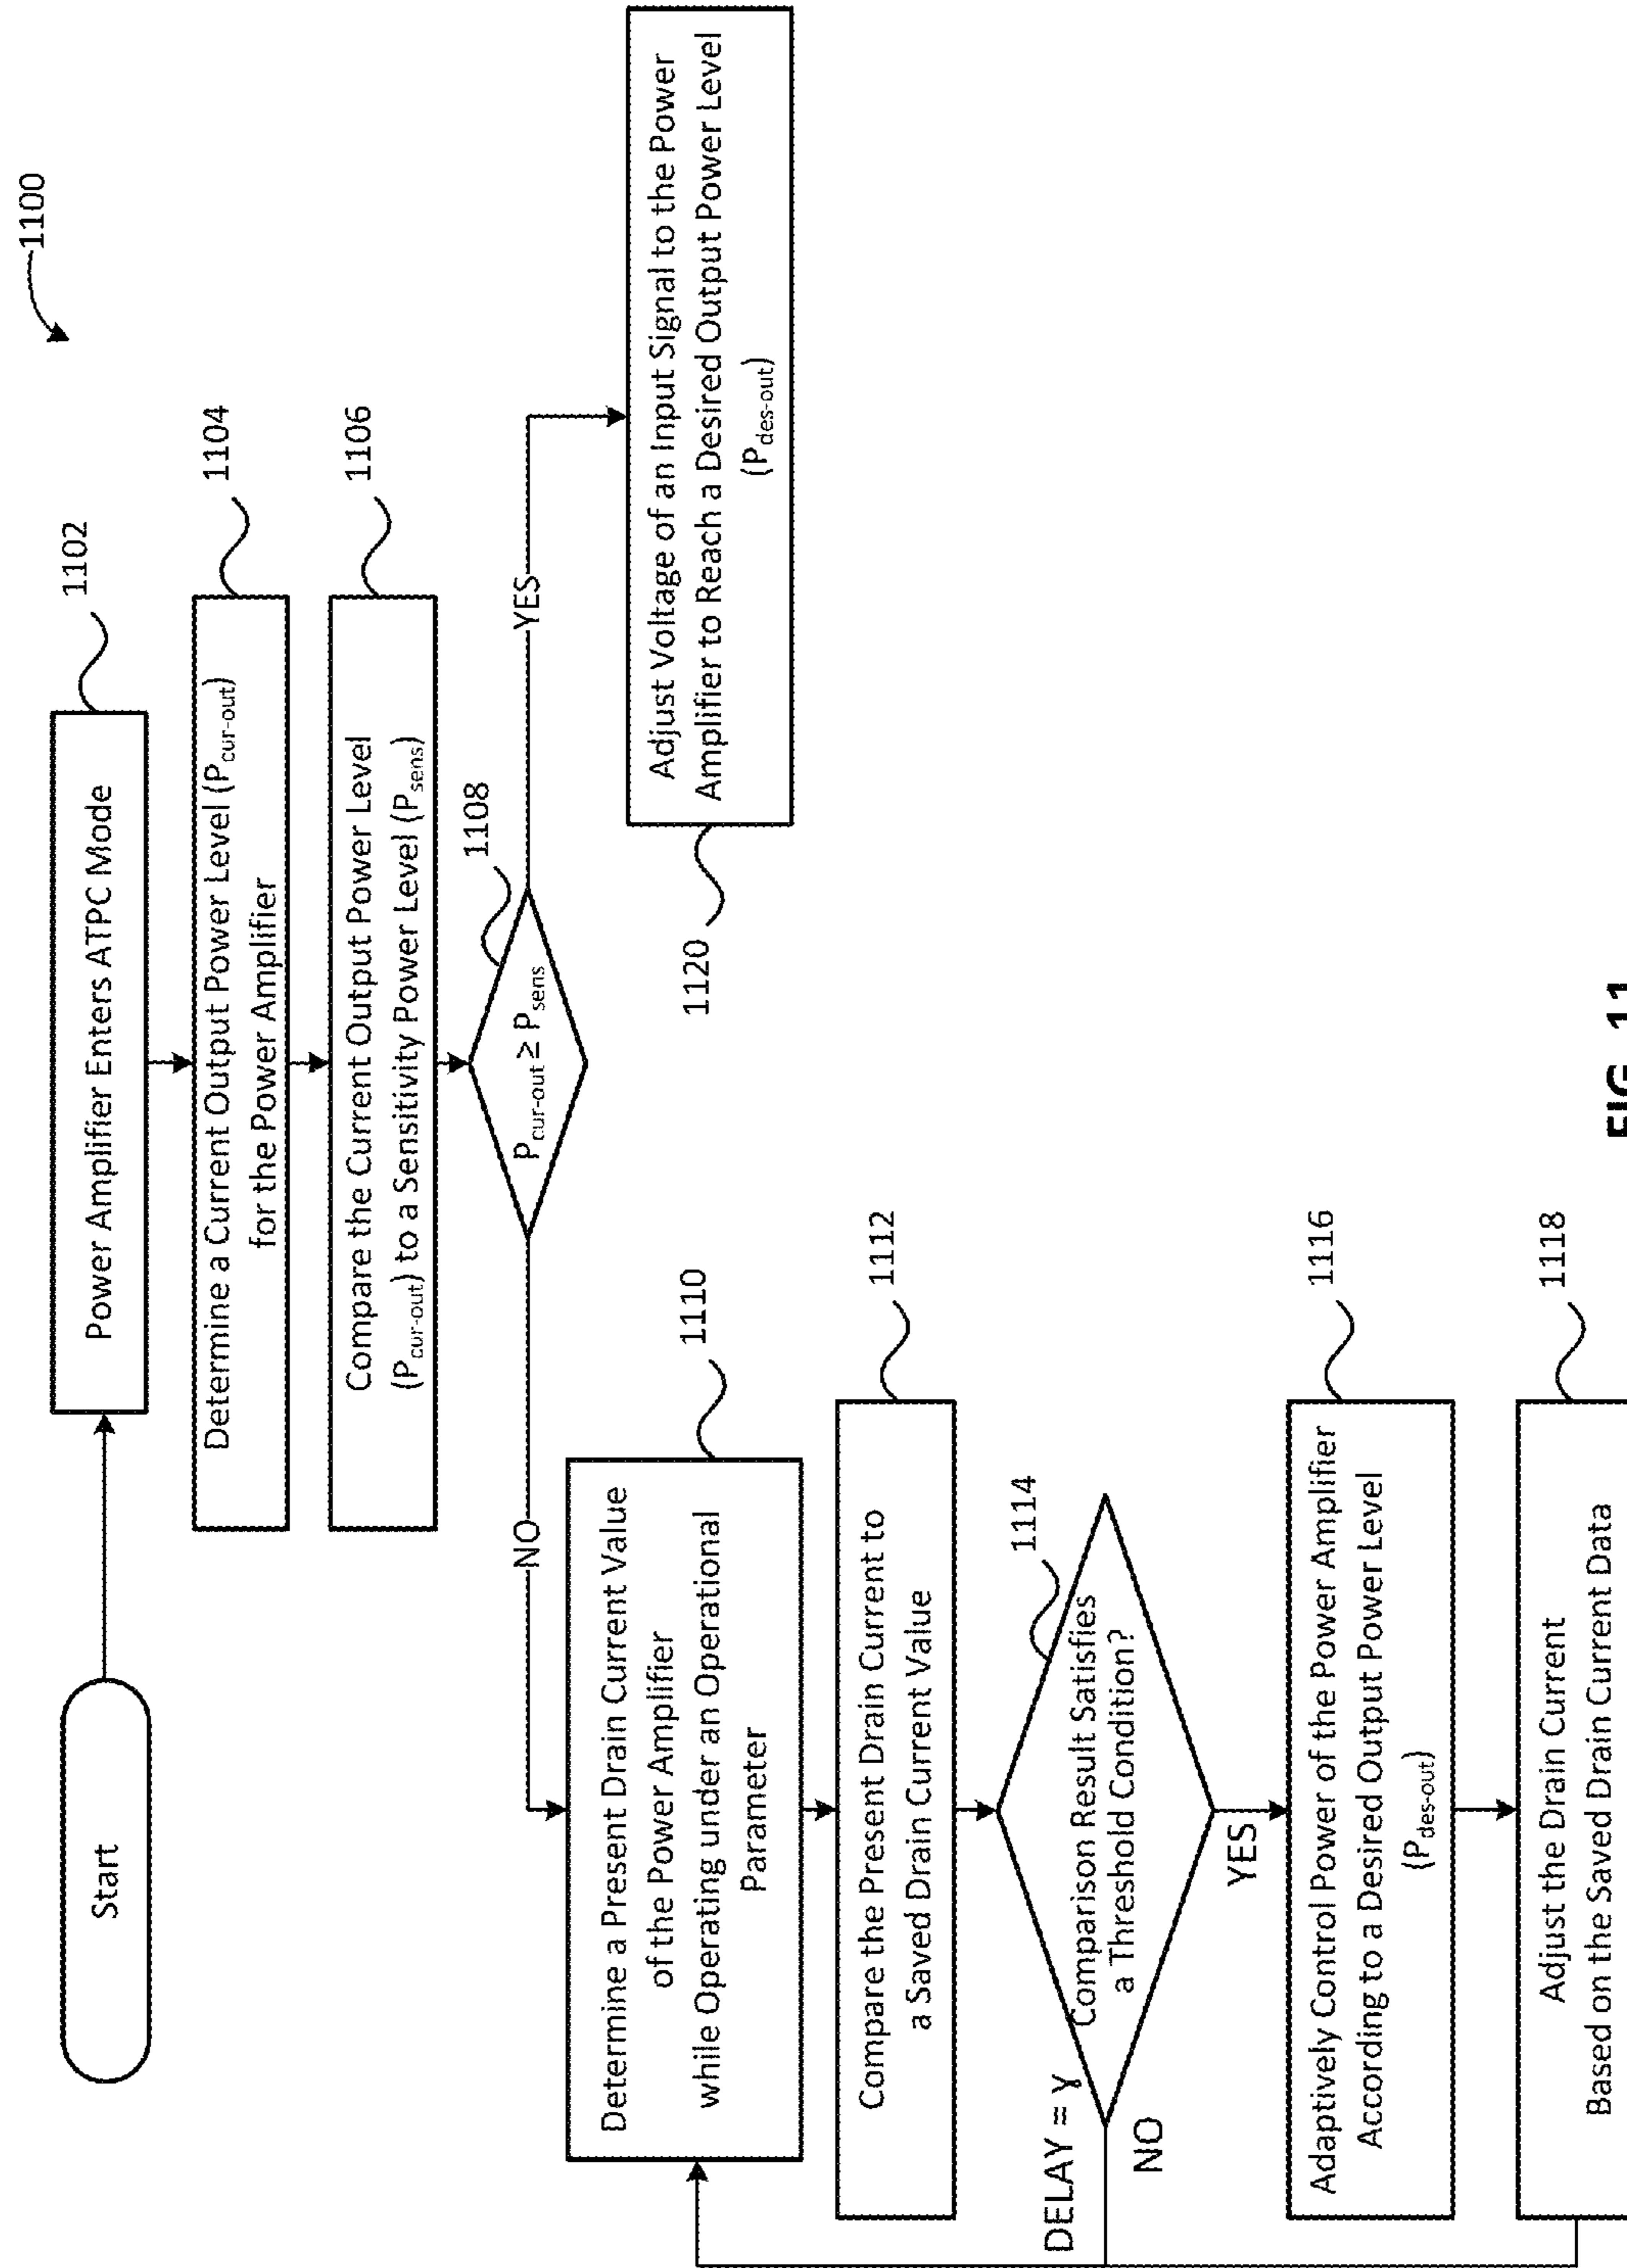 1100
Start
Power Amplifier Enters ATPC Mode
1102
Determine a Current Output Power Level (Pcur-out)
for the Power Amplifier
1104
Compare the Current Output Power Level
(Pcur-out) to a Sensitivity Power Level (Psens)
1106
Pcur-out ≥ Psens
1108
NO
YES
Determine a Present Drain Current Value
of the Power Amplifier
while Operating under an Operational
Parameter
1110
Adjust Voltage of an Input Signal to the Power
Amplifier to Reach a Desired Output Power Level
(Pdes-out)
1120
Compare the Present Drain Current to
a Saved Drain Current Value
1112
Comparison Result Satisfies
a Threshold Condition?
1114
DELAY = γ
NO
YES
Adaptively Control Power of the Power Amplifier
According to a Desired Output Power Level
(Pdes-out)
1116
Adjust the Drain Current
Based on the Saved Drain Current Data
1118
FIG. 11